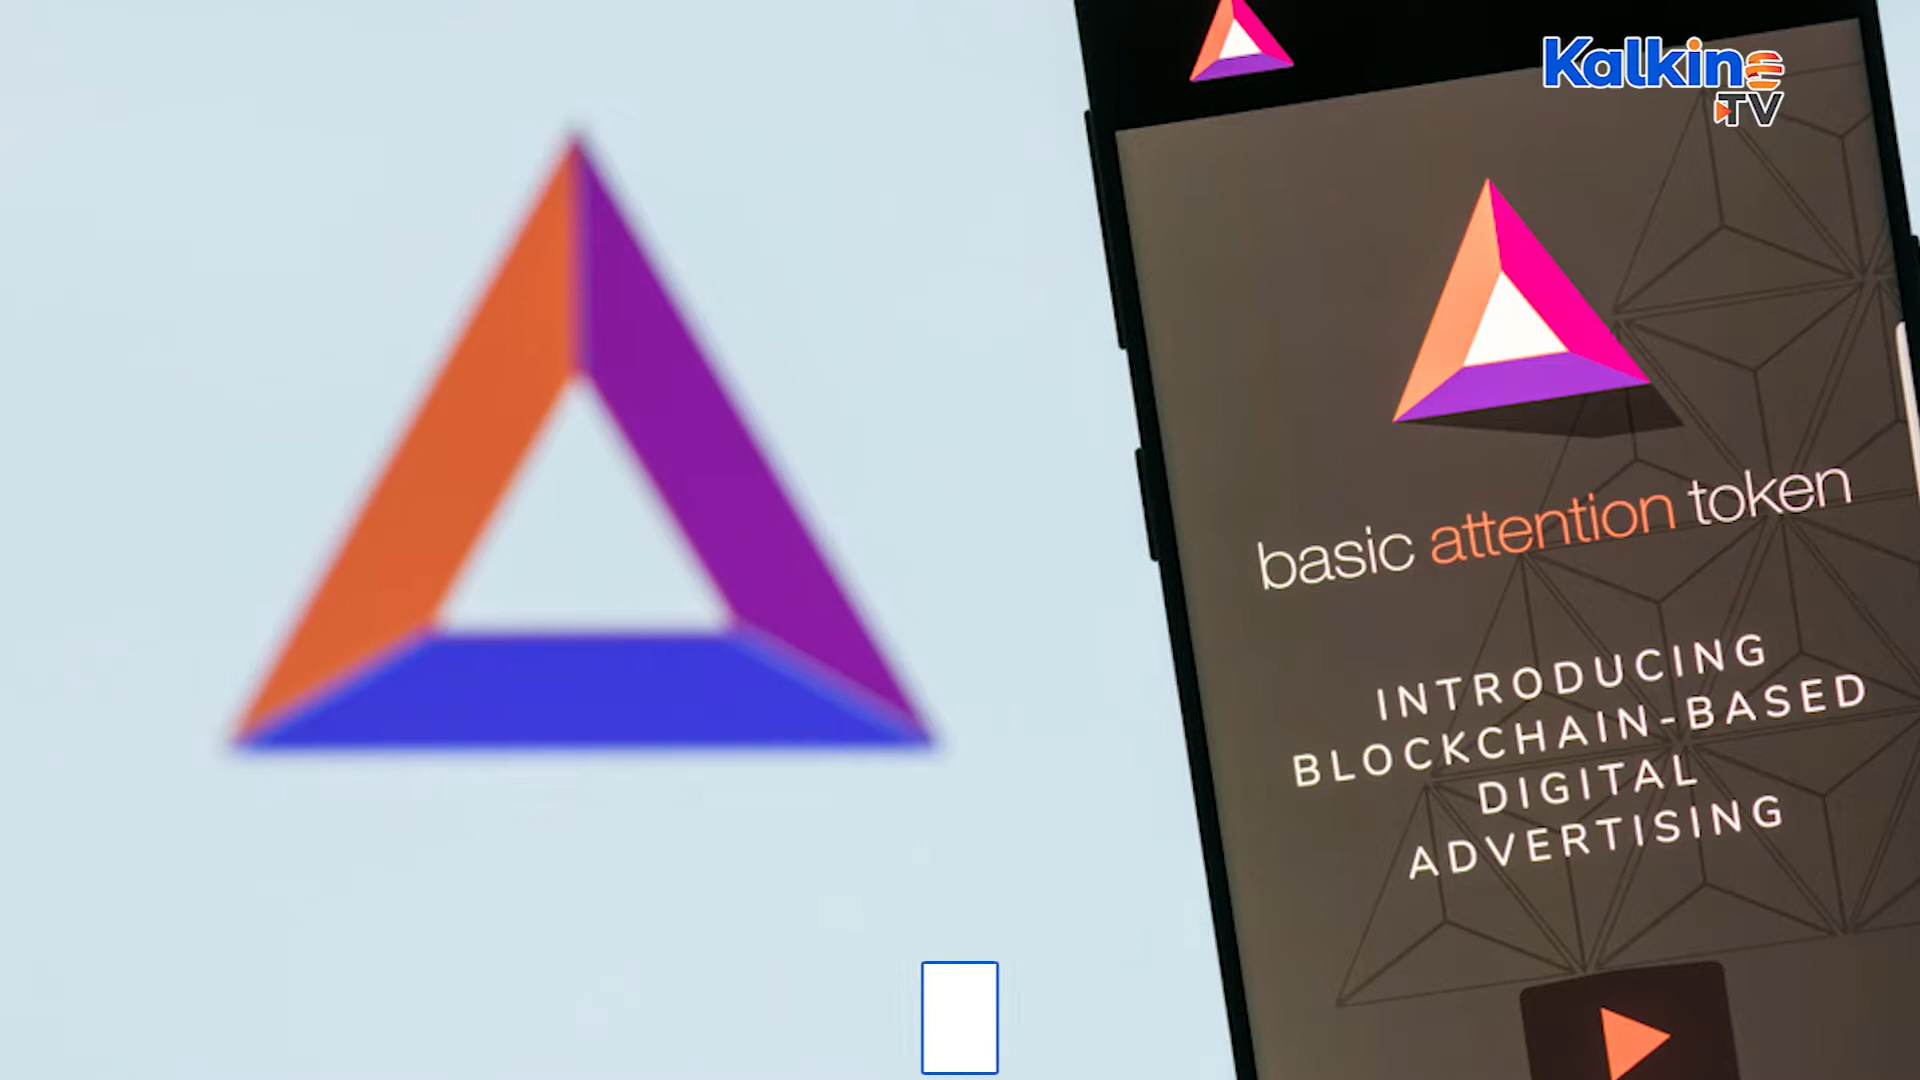 Kalkine
TV
basic attention token
INTRODUCING
BLOCKCHAIN-BASED
DIGITAL
ADVERTISING